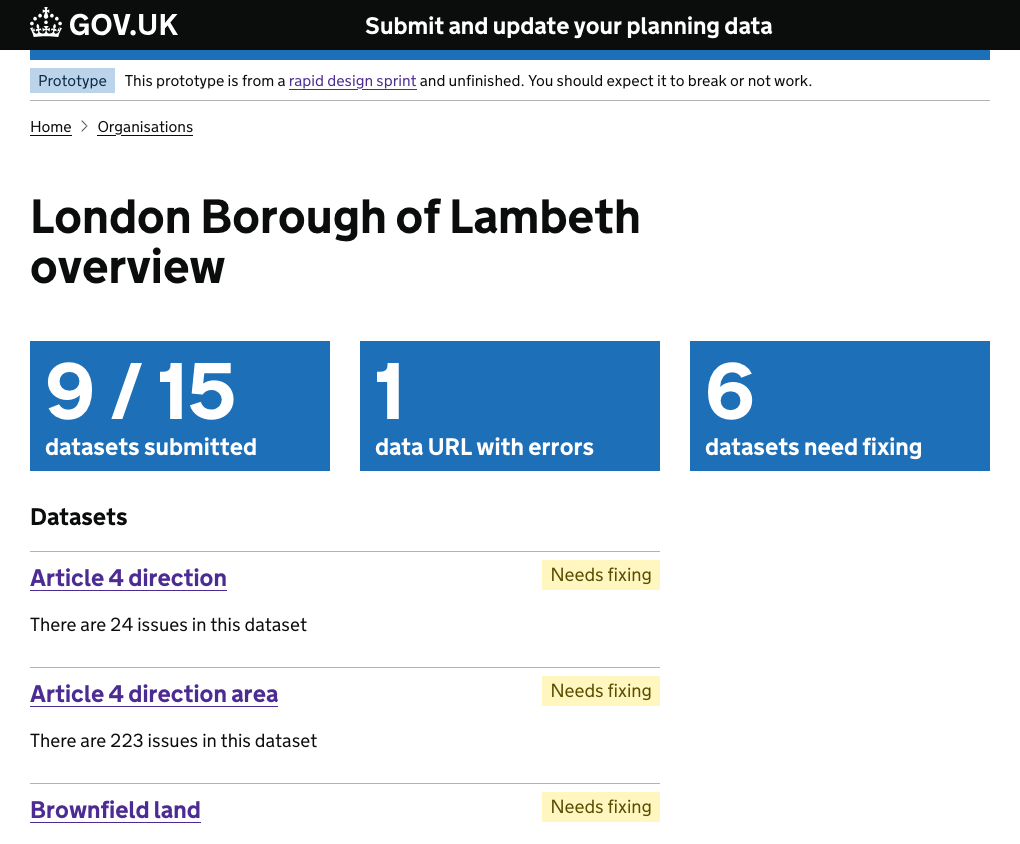 GOV.UK Submit and update your planning data
Prototype This prototype is from a rapid design sprint and unfinished. You should expect it to break or not work.
Home Organisations
London Borough of Lambeth
overview
9 / 15
datasets submitted
1
data URL with errors
6
datasets need fixing
Datasets
Article 4 direction Needs fixing
There are 24 issues in this dataset
Article 4 direction area Needs fixing
There are 223 issues in this dataset
Brownfield land Needs fixing